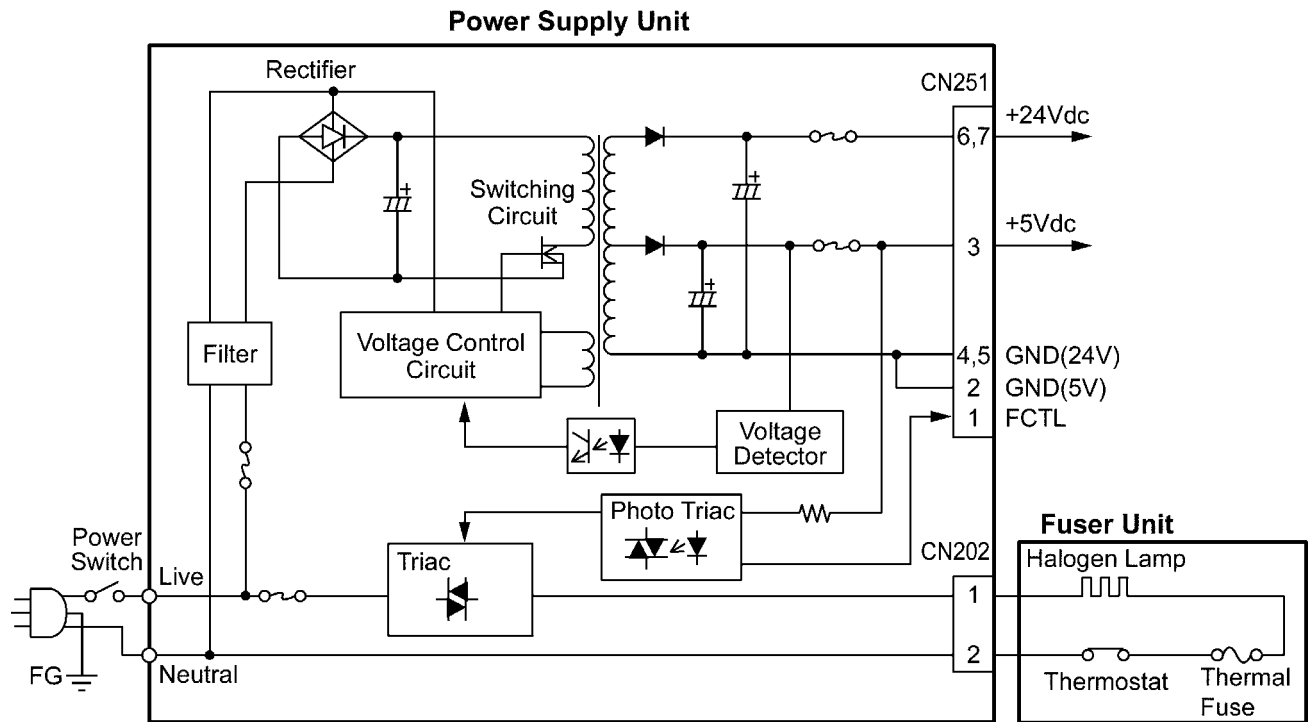 Power Supply Unit
Rectifier
CN251
+24Vdc
6,7
Switching
Circuit
+
+
+5Vdc
3
+
Filter
Voltage Control
Circuit
4,5 GND(24V)
2 GND(5V)
1 FCTL
Voltage
Detector
Photo Triac
Fuser Unit
Power
Switch
CN202
Halogen Lamp
Triac
Live
1
2
FG
Neutral
Thermostat
Thermal
Fuse